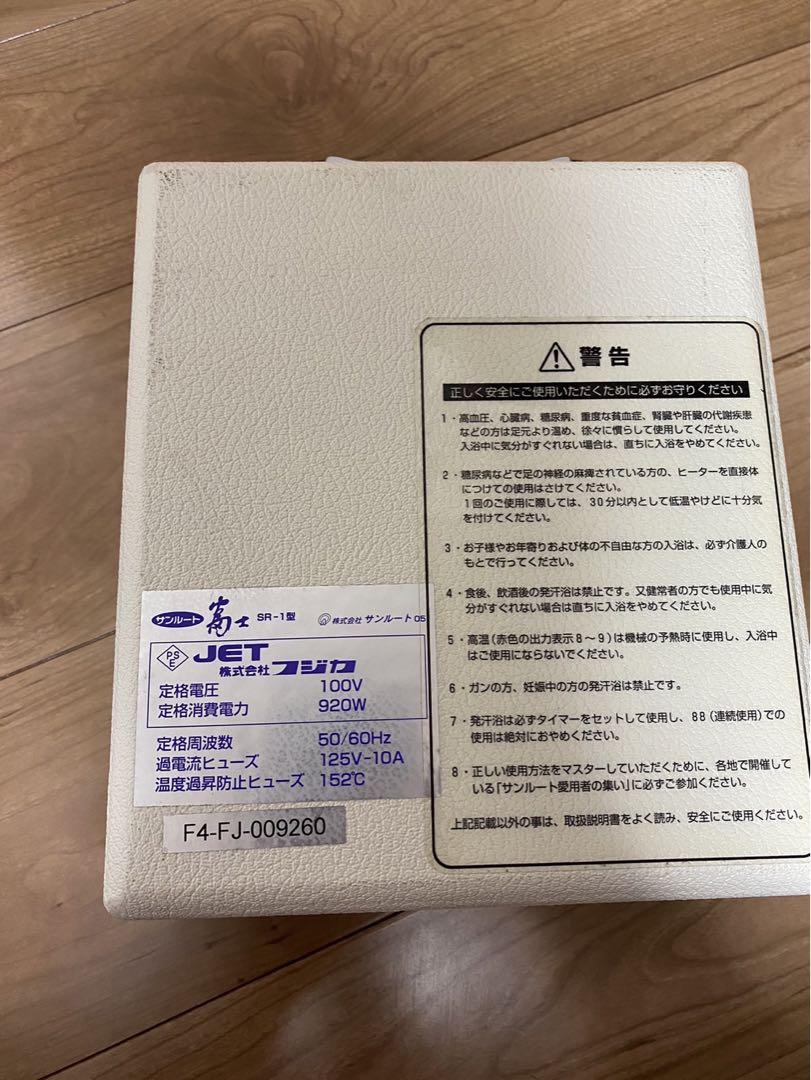 警告
正しく安全にご使用いただくために必ずお守りください
1・高血圧、心臓病、糖尿病、重度な貧血症、腎臓や肝臓の代謝疾患
などの方は足元より温め、徐々に慣らして使用してください。
入浴中に気分がすぐれない場合は、直ちに入浴をやめてください。
2・糖尿病などで足の神経の麻痺されている方の、ヒーターを直接体
につけての使用はさけてください。
1回のご使用に際しては、30分以内として低温やけどに十分気
を付けてください。
3・お子様やお年寄りおよび体の不自由な方の入浴は、必ず介護人の
もとで行ってください。
4・食後、飲酒後の発汗浴は禁止です。又健常者の方でも使用中に気
分がすぐれない場合は直ちに入浴をやめてください。
5・高温(赤色の出力表示8〜9)は機械の予熱時に使用し、入浴中
はご使用にならないでください。
6・ガンの方、妊娠中の方の発汗浴は禁止です。
7・発汗浴は必ずタイマーをセットして使用し、88(連続使用)での
使用は絶対におやめください。
8・正しい使用方法をマスターしていただくために、各地で開催して
いる「サンルート愛用者の集い」に必ずご参加ください。
上記記載以外の事は、取扱説明書をよく読み、安全にご使用ください。
サンルート 富士 SR-1型 株式会社 サンルート 05
PSE JET
株式会社 フジカ
定格電圧 100V
定格消費電力 920W
定格周波数 50/60Hz
過電流ヒューズ 125V-10A
温度過昇防止ヒューズ 152℃
F4-FJ-009260